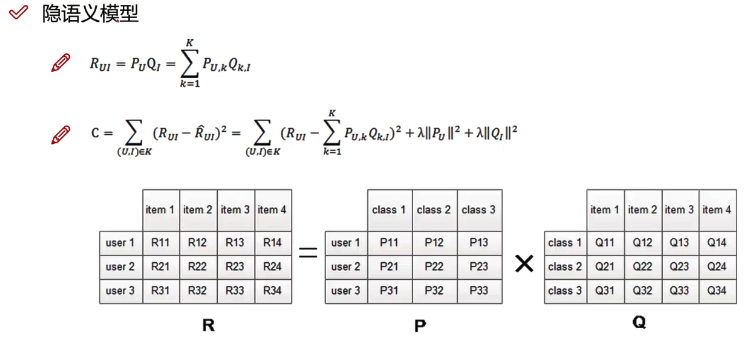 隐语义模型
R_{UI} = P_U Q_I = \sum_{k=1}^{K} P_{U,k} Q_{k,I}
C = \sum_{(U,I)∈K} (R_{UI} − \hat{R}_{UI})^2 = \sum_{(U,I)∈K} (R_{UI} − \sum_{k=1}^{K} P_{U,k} Q_{k,I})^2 + λ‖P_U‖^2 + λ‖Q_I‖^2
item 1 item 2 item 3 item 4
user 1 R11 R12 R13 R14
user 2 R21 R22 R23 R24
user 3 R31 R32 R33 R34
R
=
class 1 class 2 class 3
user 1 P11 P12 P13
user 2 P21 P22 P23
user 3 P31 P32 P33
P
×
item 1 item 2 item 3 item 4
class 1 Q11 Q12 Q13 Q14
class 2 Q21 Q22 Q23 Q24
class 3 Q31 Q32 Q33 Q34
Q